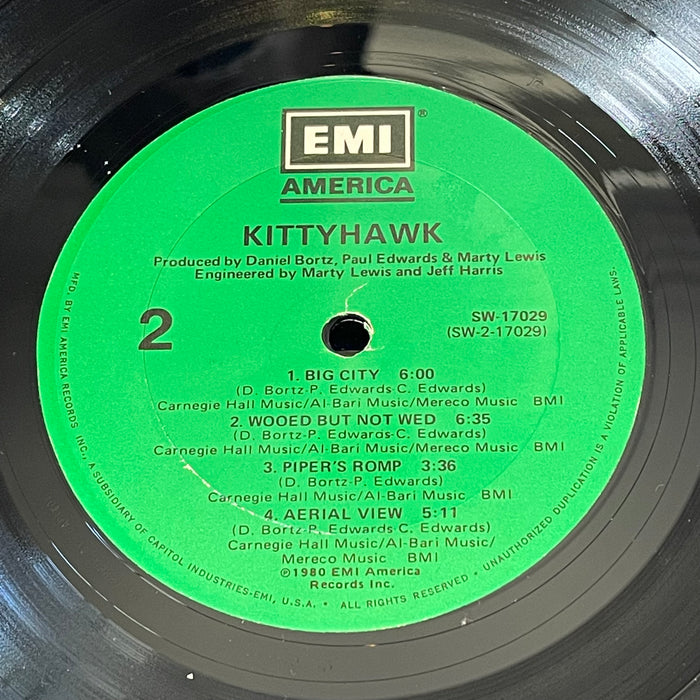 EMI®
AMERICA
KITTYHAWK
Produced by Daniel Bortz, Paul Edwards & Marty Lewis
Engineered by Marty Lewis and Jeff Harris
2
SW-17029
(SW-2-17029)
1. BIG CITY 6:00
(D. Bortz-P. Edwards-C. Edwards)
Carnegie Hall Music/Al-Bari Music/Mereco Music BMI
2. WOOED BUT NOT WED 6:35
(D. Bortz-P. Edwards-C. Edwards)
Carnegie Hall Music/Al-Bari Music/Mereco Music BMI
3. PIPER'S ROMP 3:36
(D. Bortz-P. Edwards)
Carnegie Hall Music/Al-Bari Music BMI
4. AERIAL VIEW 5:11
(D. Bortz-P. Edwards-C. Edwards)
Carnegie Hall Music/Al-Bari Music/
Mereco Music BMI
℗1980 EMI America
Records Inc.
MFD BY EMI AMERICA RECORDS INC., A SUBSIDIARY OF CAPITOL INDUSTRIES-EMI, U.S.A. • ALL RIGHTS RESERVED • UNAUTHORIZED DUPLICATION IS A VIOLATION OF APPLICABLE LAWS.